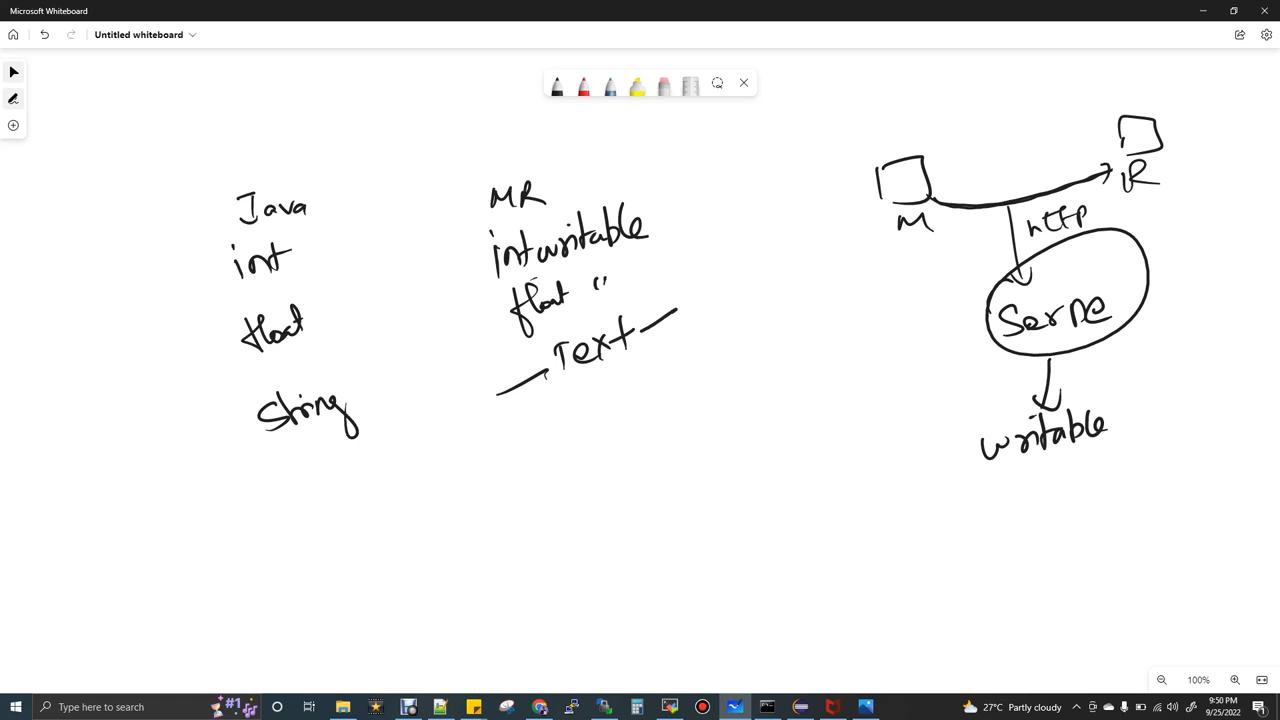 Microsoft Whiteboard
Untitled whiteboard
Java
int
float
String
MR
intwritable
float "
Text
M
R
http
SerDe
writable
100%
Type here to search
#1
27°C Partly cloudy
9:50 PM
9/25/2022